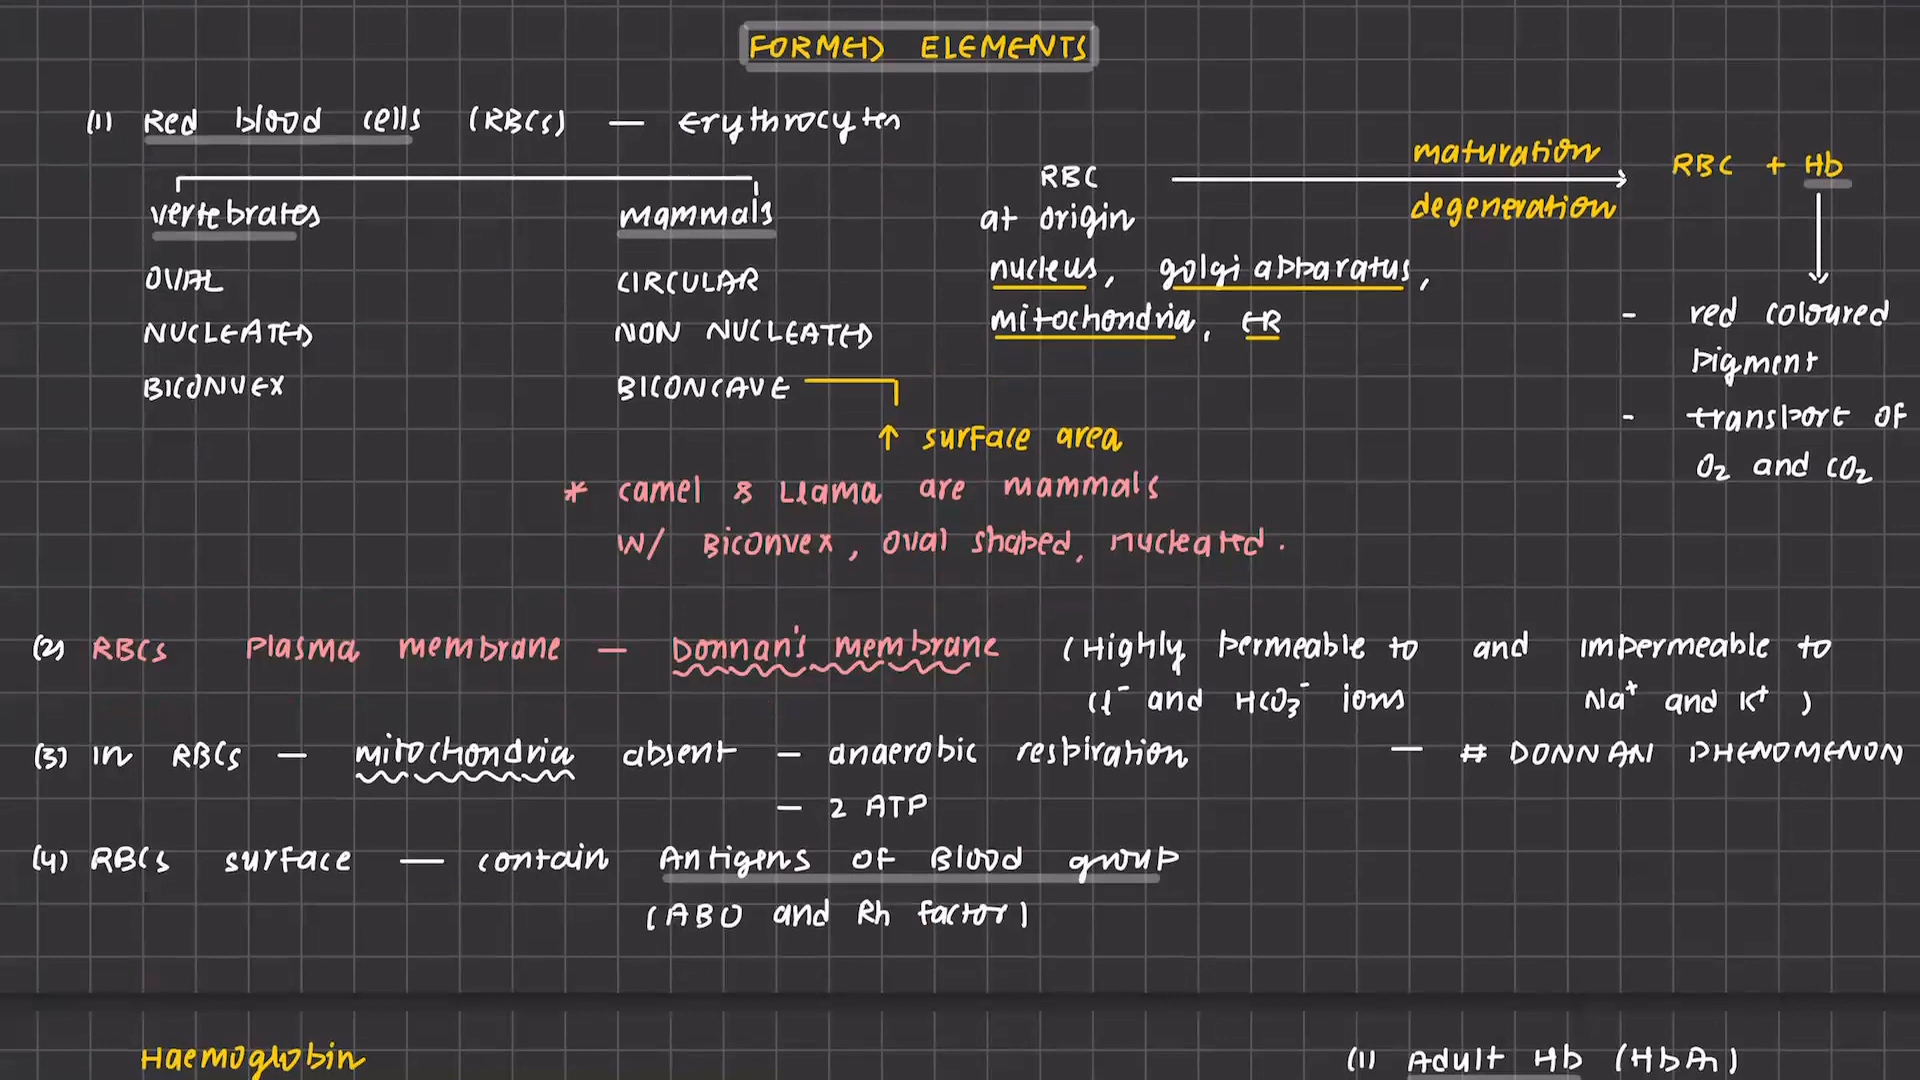 FORMED ELEMENTS
(1) Red blood cells (RBCs) — Erythrocytes
vertebrates
OVAL
NUCLEATED
BICONVEX
mammals
CIRCULAR
NON NUCLEATED
BICONCAVE
↑ surface area
* camel & Llama are mammals
w/ Biconvex, oval shaped, nucleated.
RBC
at origin
nucleus, golgi apparatus,
mitochondria, ER
maturation
degeneration
RBC + Hb
- red coloured
pigment
- transport of
O₂ and CO₂
(2) RBCs Plasma membrane — Donnan's membrane (Highly permeable to and impermeable to
Cl⁻ and HCO₃⁻ ions Na⁺ and K⁺)
(3) In RBCs — mitochondria absent — anaerobic respiration — # DONNAN PHENOMENON
— 2 ATP
(4) RBCs surface — contain Antigens of Blood group
(ABO and Rh factor)
Haemoglobin
(1) Adult Hb (HbA₁)